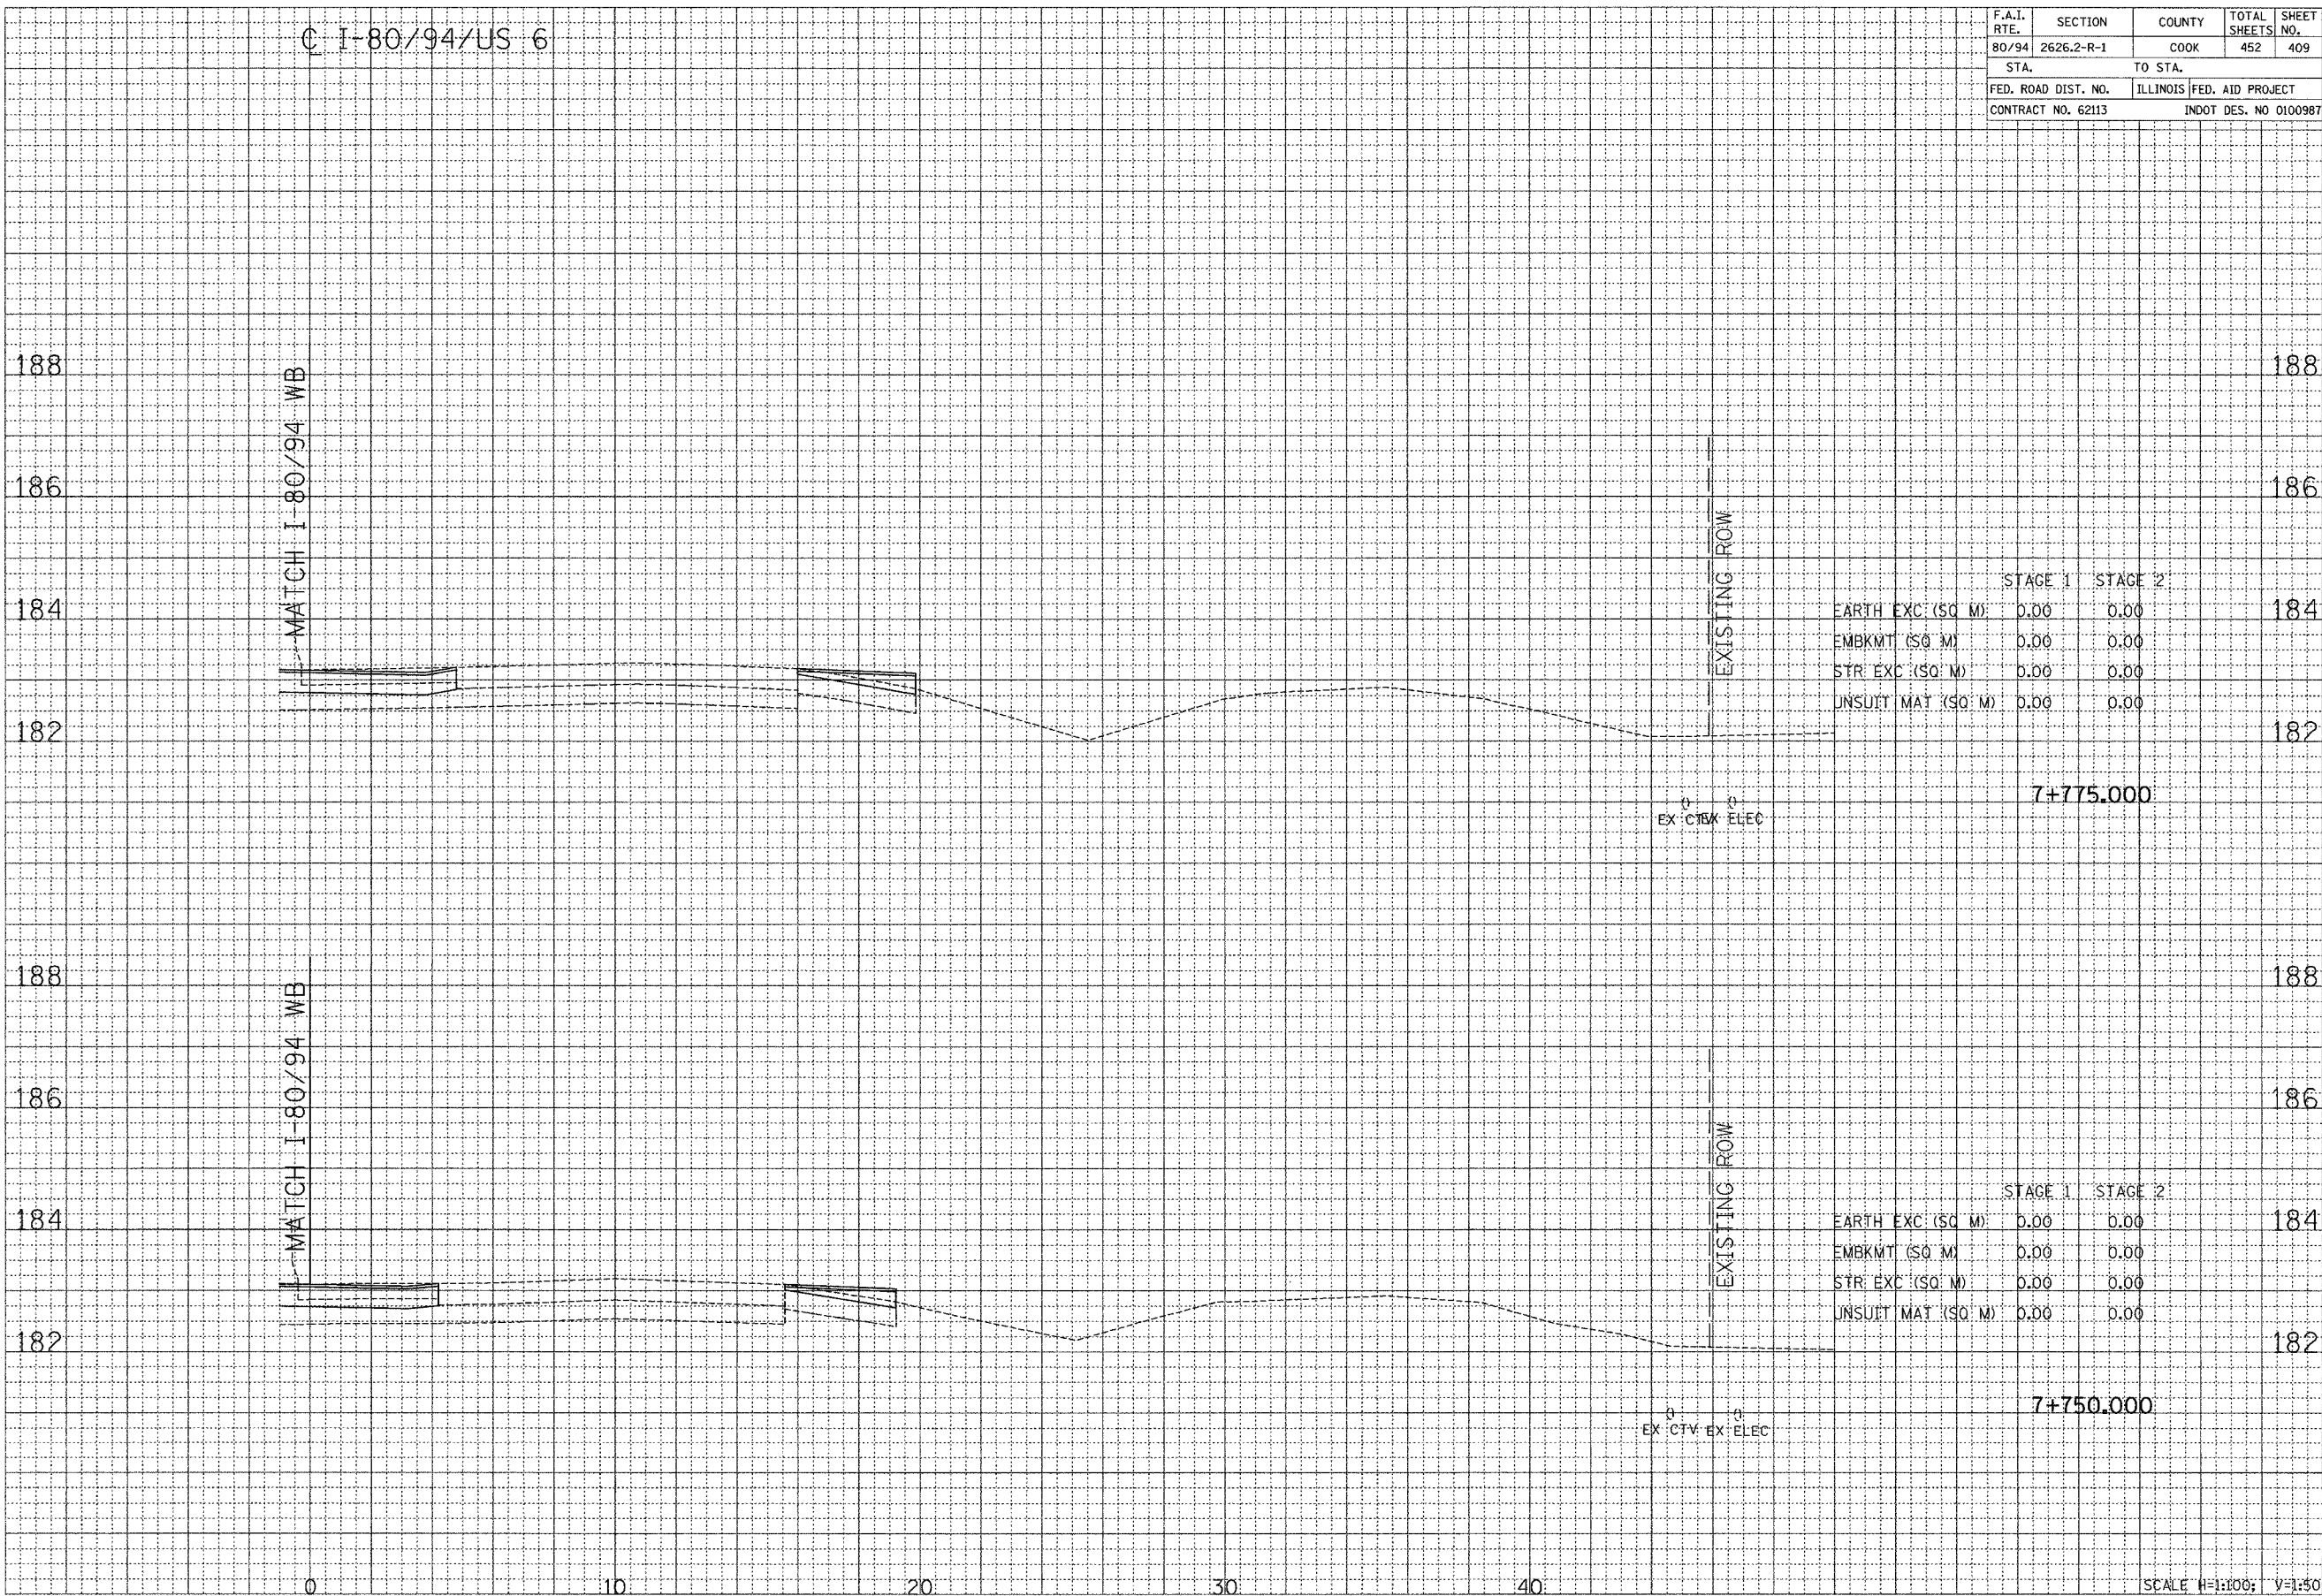 C I-80/94/US 6
F.A.I. RTE. SECTION COUNTY TOTAL SHEETS SHEET NO.
80/94 2626.2-R-1 COOK 452 409
STA. TO STA.
FED. ROAD DIST. NO. ILLINOIS FED. AID PROJECT
CONTRACT NO. 62113 INDOT DES. NO 0100987
188 188
186 186
184 184
182 182
MATCH I-80/94 WB
EXISTING ROW
STAGE 1 STAGE 2
EARTH EXC (SQ M) 0.00 0.00
EMBKMT (SQ M) 0.00 0.00
STR EXC (SQ M) 0.00 0.00
UNSUIT MAT (SQ M) 0.00 0.00
7+775.000
EX CTV EX ELEC
188 188
186 186
184 184
182 182
MATCH I-80/94 WB
EXISTING ROW
STAGE 1 STAGE 2
EARTH EXC (SQ M) 0.00 0.00
EMBKMT (SQ M) 0.00 0.00
STR EXC (SQ M) 0.00 0.00
UNSUIT MAT (SQ M) 0.00 0.00
7+750.000
EX CTV EX ELEC
0 10 20 30 40
SCALE H=1:100; V=1:50